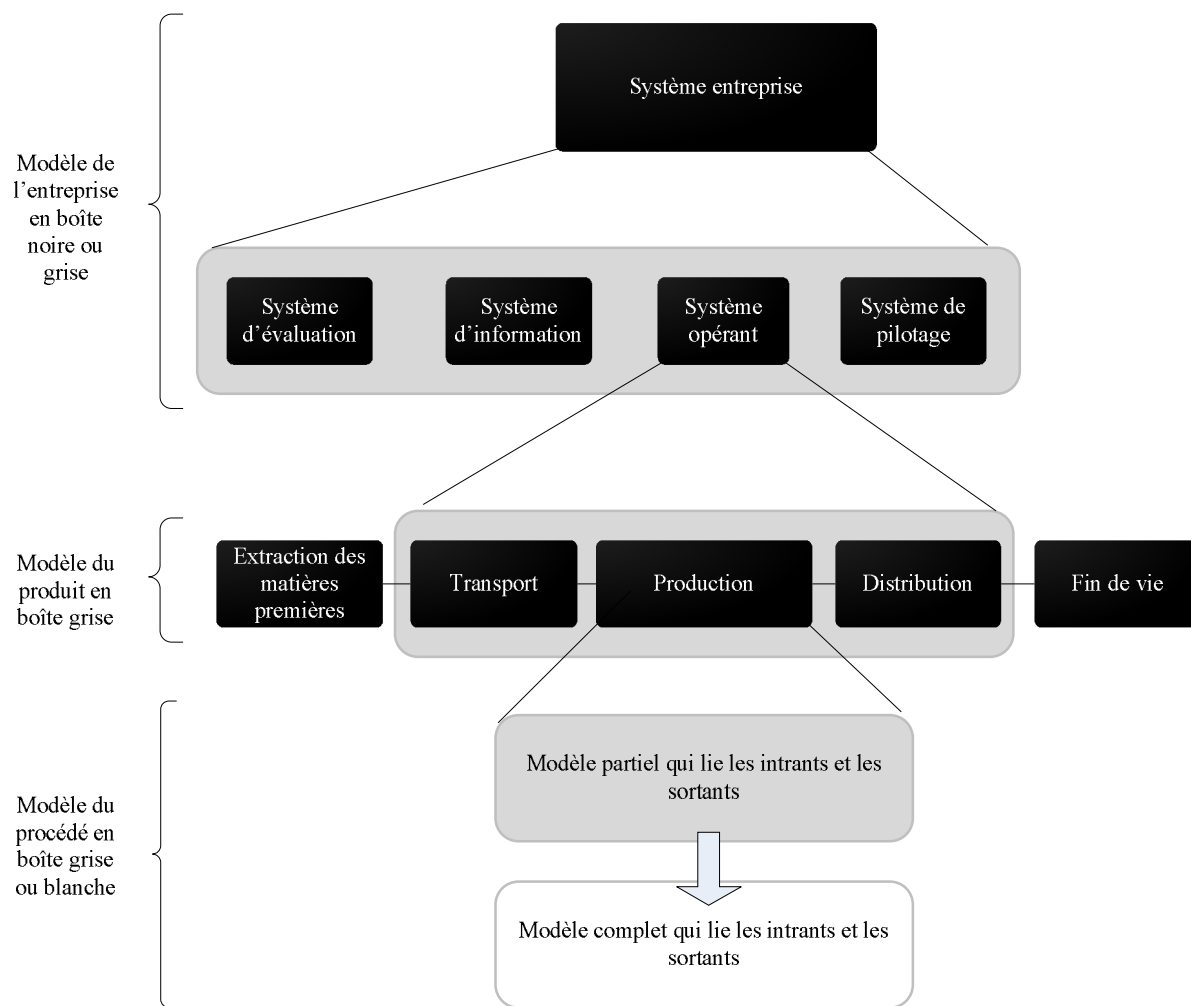 Système entreprise
Modèle de
l'entreprise
en boîte
noire ou
grise
Système
d'évaluation
Système
d'information
Système
opérant
Système de
pilotage
Modèle du
produit en
boîte grise
Extraction des
matières
premières
Transport
Production
Distribution
Fin de vie
Modèle du
procédé en
boîte grise
ou blanche
Modèle partiel qui lie les intrants et les
sortants
Modèle complet qui lie les intrants et les
sortants